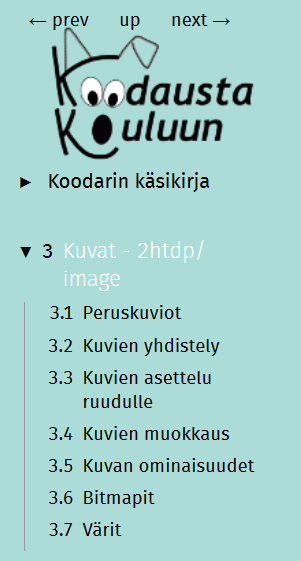 ← prev up next →
Koodausta
Kouluun
► Koodarin käsikirja
▼ 3 Kuvat - 2htdp/
image
3.1 Peruskuviot
3.2 Kuvien yhdistely
3.3 Kuvien asettelu
ruudulle
3.4 Kuvien muokkaus
3.5 Kuvan ominaisuudet
3.6 Bitmapit
3.7 Värit